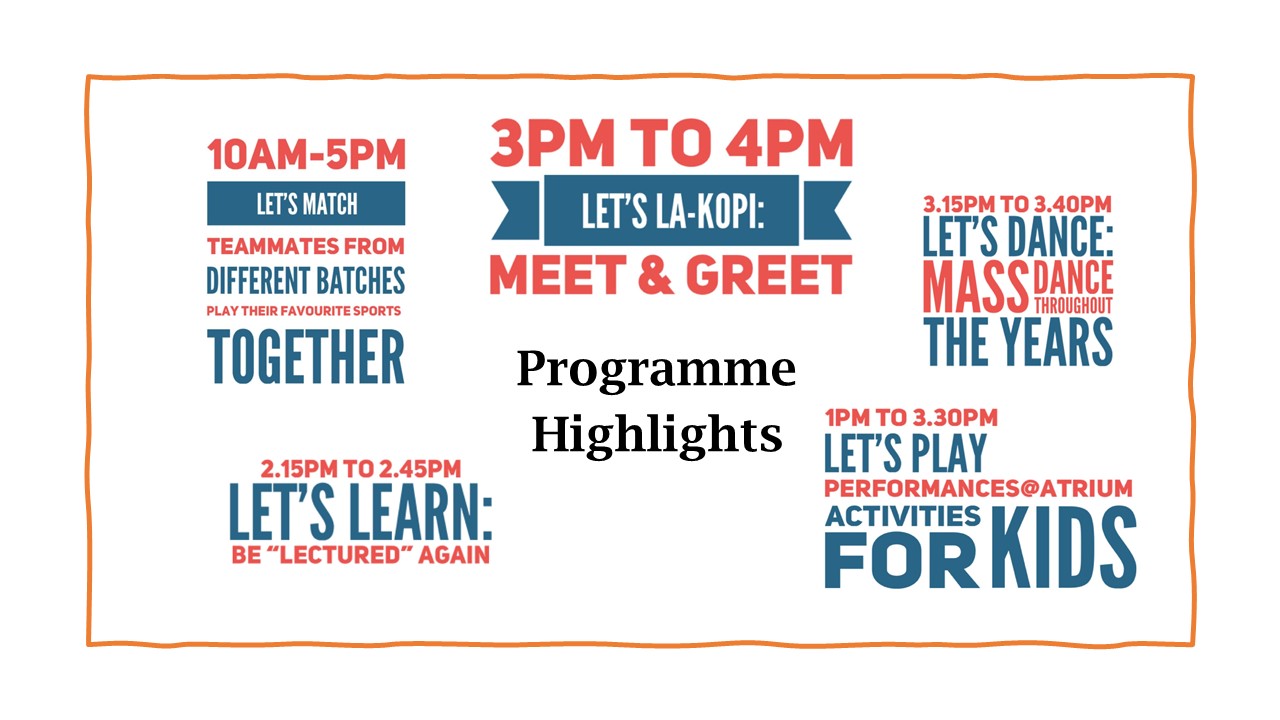 10AM-5PM
LET'S MATCH
TEAMMATES FROM
DIFFERENT BATCHES
PLAY THEIR FAVOURITE SPORTS
TOGETHER
3PM TO 4PM
LET'S LA-KOPI:
MEET & GREET
3.15PM TO 3.40PM
LET'S DANCE:
MASS DANCE
THROUGHOUT
THE YEARS
Programme
Highlights
2.15PM TO 2.45PM
LET'S LEARN:
BE “LECTURED” AGAIN
1PM TO 3.30PM
LET'S PLAY
PERFORMANCES@ATRIUM
ACTIVITIES
FOR KIDS